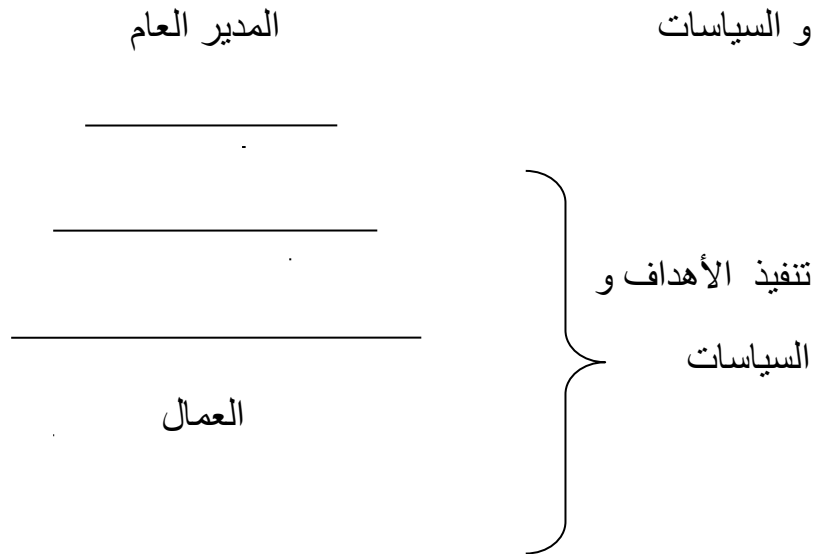 و السياسات
المدير العام
تنفيذ الأهداف و
السياسات
العمال